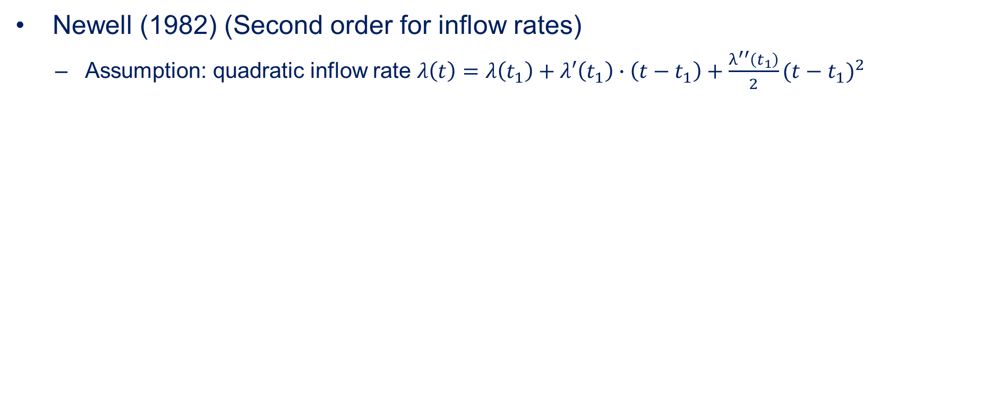 • Newell (1982) (Second order for inflow rates)
– Assumption: quadratic inflow rate λ(t) = λ(t₁) + λ′(t₁) · (t − t₁) + λ′′(t₁)/2 (t − t₁)²